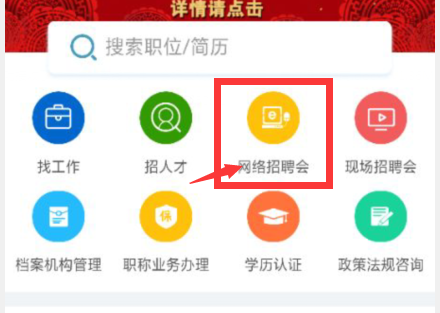 详情请点击
搜索职位/简历
找工作 招人才 网络招聘会 现场招聘会
保
档案机构管理 职称业务办理 学历认证 政策法规咨询